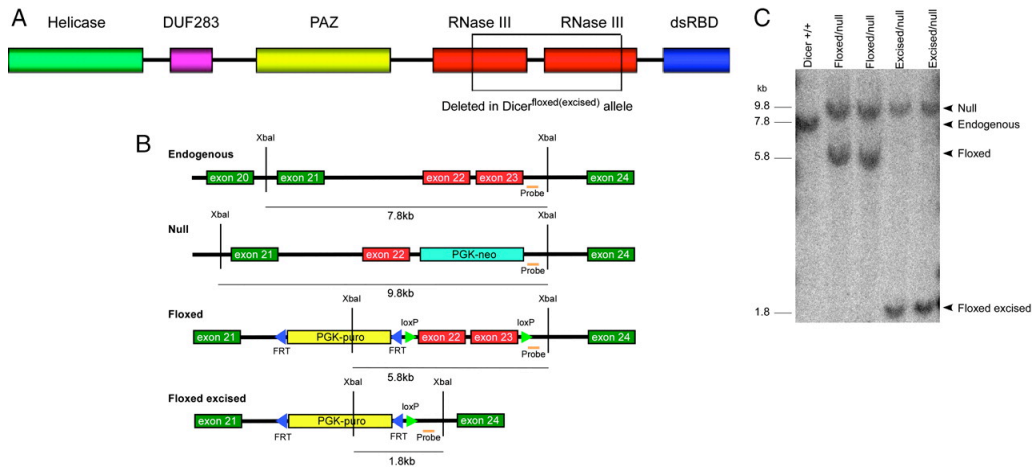 A
Helicase DUF283 PAZ RNase III RNase III dsRBD
Deleted in Dicer^floxed(excised) allele
B
Endogenous
XbaI XbaI
exon 20 exon 21 exon 22 exon 23 exon 24
Probe
7.8kb
Null
XbaI XbaI
exon 21 exon 22 PGK-neo exon 24
Probe
9.8kb
Floxed
XbaI XbaI
loxP loxP
exon 21 PGK-puro exon 22 exon 23 exon 24
FRT FRT Probe
5.8kb
Floxed excised
XbaI XbaI
loxP
exon 21 PGK-puro exon 24
FRT FRT Probe
1.8kb
C
Dicer +/+ Floxed/null Floxed/null Excised/null Excised/null
kb
9.8 Null
7.8 Endogenous
5.8 Floxed
1.8 Floxed excised